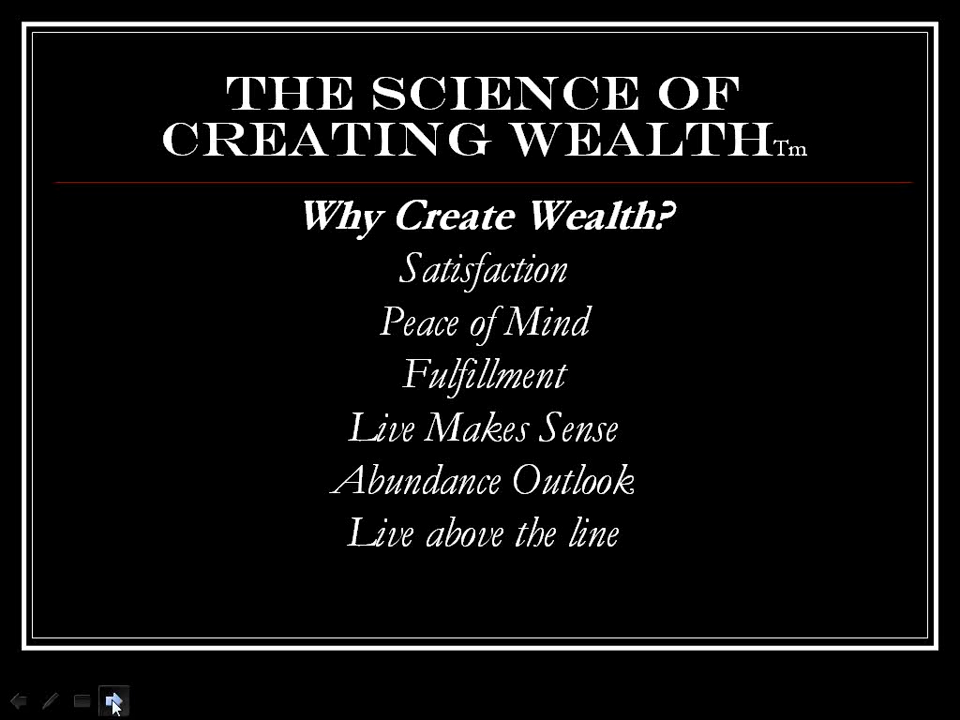 THE SCIENCE OF
CREATING WEALTHTm
Why Create Wealth?
Satisfaction
Peace of Mind
Fulfillment
Live Makes Sense
Abundance Outlook
Live above the line